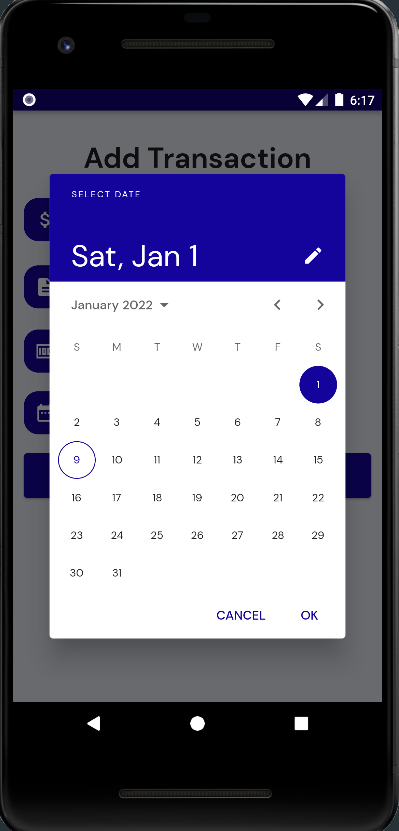 6:17
Add Transaction
SELECT DATE
Sat, Jan 1
January 2022
S M T W T F S
1
2 3 4 5 6 7 8
9 10 11 12 13 14 15
16 17 18 19 20 21 22
23 24 25 26 27 28 29
30 31
CANCEL OK